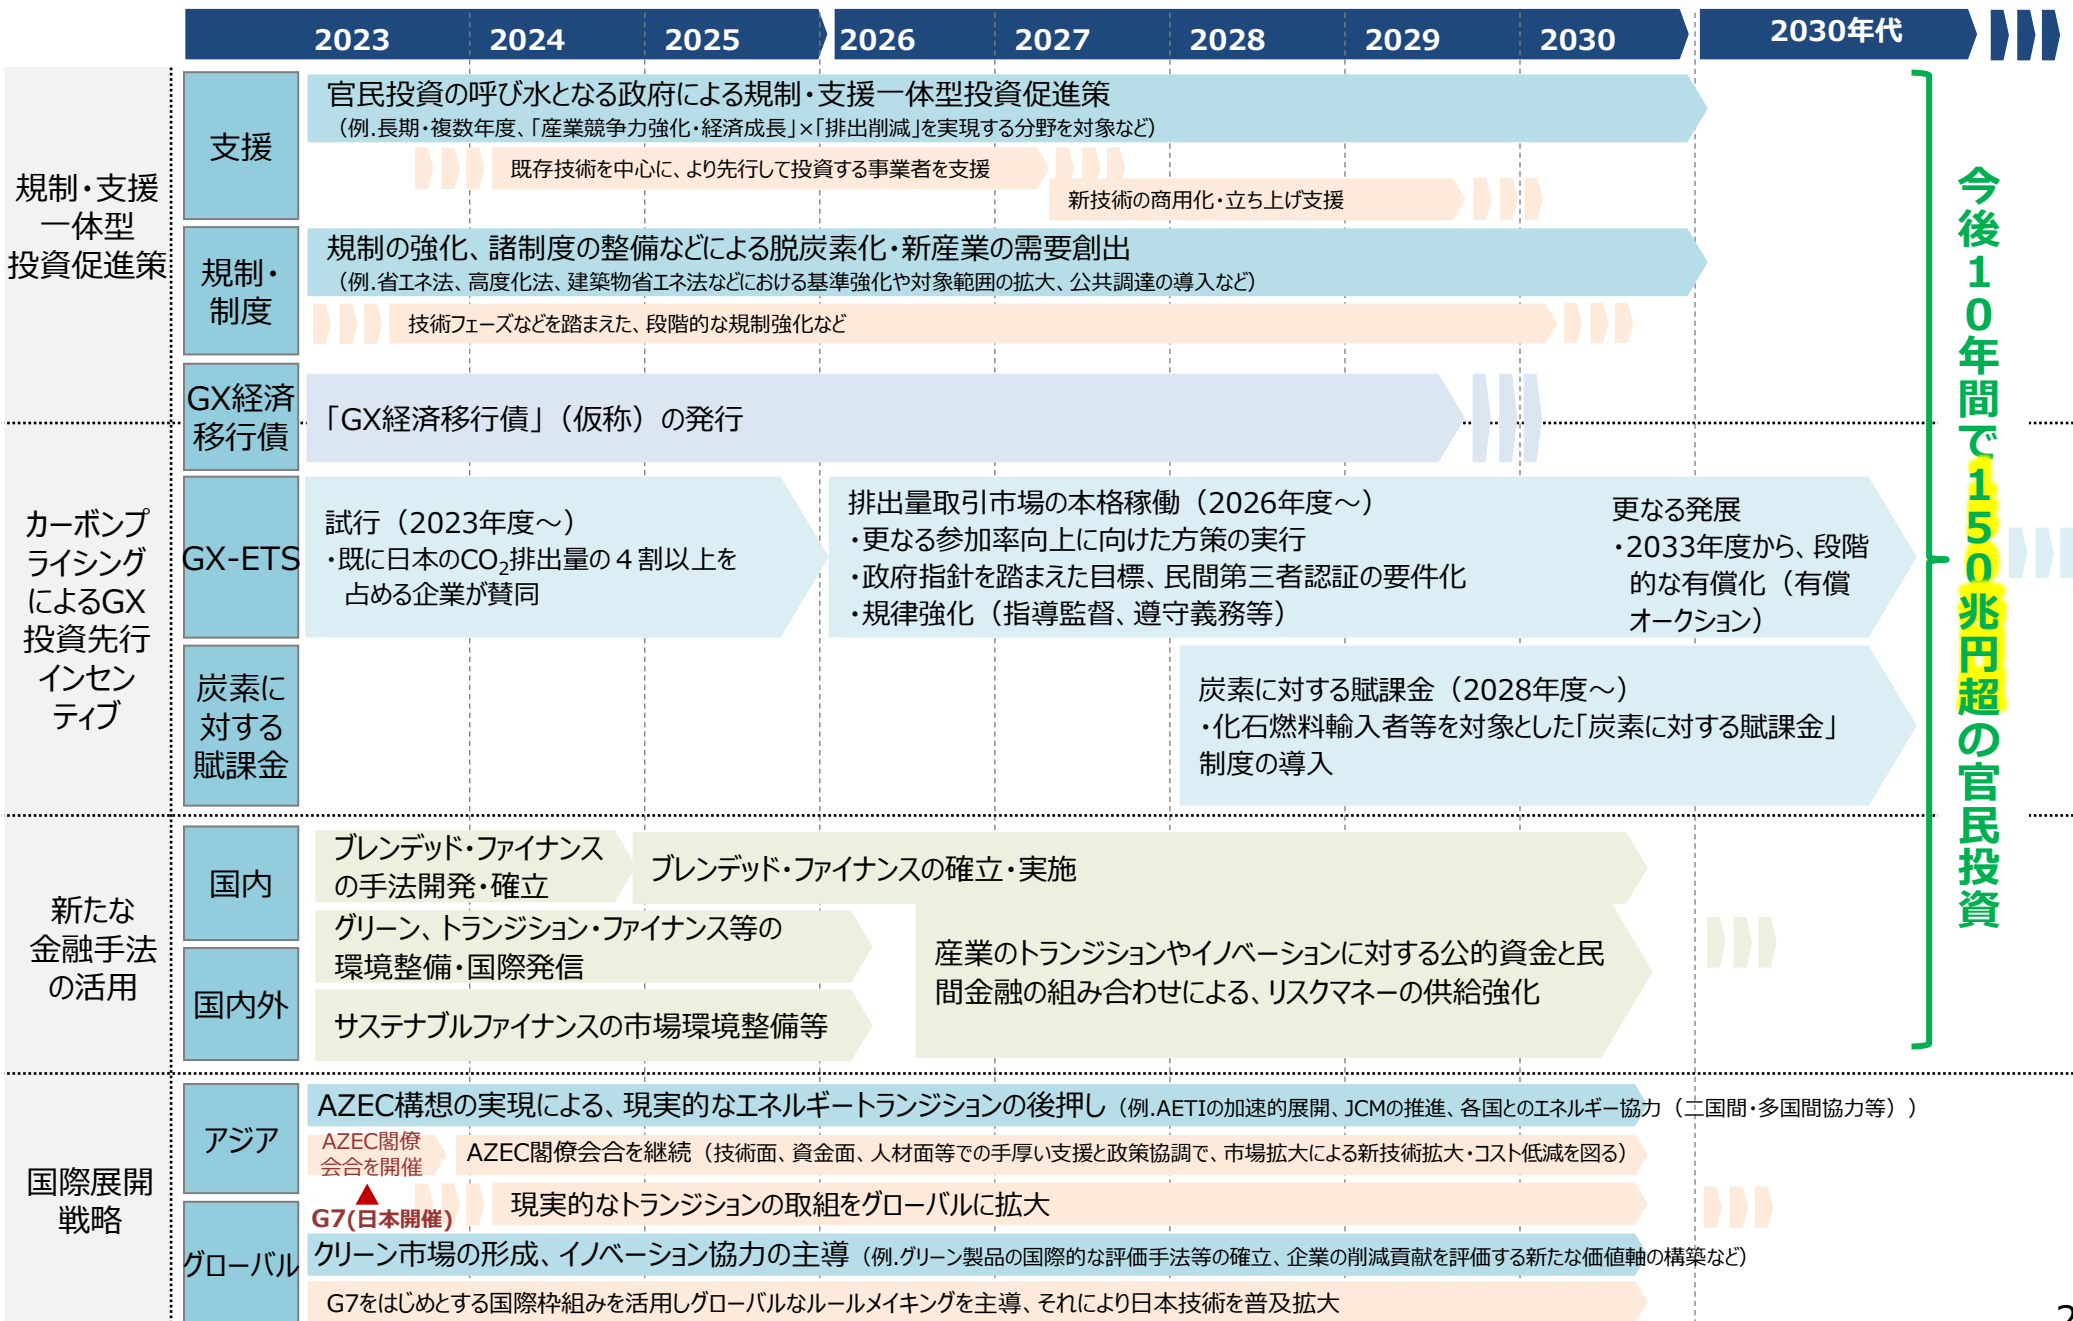 2023
2024
2025
2026
2027
2028
2029
2030
2030年代
規制・支援
一体型
投資促進策
支援
官民投資の呼び水となる政府による規制・支援一体型投資促進策
（例.長期・複数年度、「産業競争力強化・経済成長」×「排出削減」を実現する分野を対象など）
既存技術を中心に、より先行して投資する事業者を支援
新技術の商用化・立ち上げ支援
規制・
制度
規制の強化、諸制度の整備などによる脱炭素化・新産業の需要創出
（例.省エネ法、高度化法、建築物省エネ法などにおける基準強化や対象範囲の拡大、公共調達の導入など）
技術フェーズなどを踏まえた、段階的な規制強化など
GX経済
移行債
「GX経済移行債」（仮称）の発行
カーボンプ
ライシング
によるGX
投資先行
インセン
ティブ
GX-ETS
試行（2023年度～）
・既に日本のCO2排出量の４割以上を
占める企業が賛同
排出量取引市場の本格稼働（2026年度～）
・更なる参加率向上に向けた方策の実行
・政府指針を踏まえた目標、民間第三者認証の要件化
・規律強化（指導監督、遵守義務等）
更なる発展
・2033年度から、段階
的な有償化（有償
オークション）
炭素に
対する
賦課金
炭素に対する賦課金（2028年度～）
・化石燃料輸入者等を対象とした「炭素に対する賦課金」
制度の導入
新たな
金融手法
の活用
国内
ブレンデッド・ファイナンス
の手法開発・確立
ブレンデッド・ファイナンスの確立・実施
グリーン、トランジション・ファイナンス等の
環境整備・国際発信
国内外
サステナブルファイナンスの市場環境整備等
産業のトランジションやイノベーションに対する公的資金と民
間金融の組み合わせによる、リスクマネーの供給強化
今後１０年間で１５０兆円超の官民投資
国際展開
戦略
アジア
AZEC構想の実現による、現実的なエネルギートランジションの後押し（例.AETIの加速的展開、JCMの推進、各国とのエネルギー協力（二国間・多国間協力等））
AZEC閣僚
会合を開催
AZEC閣僚会合を継続（技術面、資金面、人材面等での手厚い支援と政策協調で、市場拡大による新技術拡大・コスト低減を図る）
G7(日本開催)
現実的なトランジションの取組をグローバルに拡大
グローバル
クリーン市場の形成、イノベーション協力の主導（例.グリーン製品の国際的な評価手法等の確立、企業の削減貢献を評価する新たな価値軸の構築など）
G7をはじめとする国際枠組みを活用しグローバルなルールメイキングを主導、それにより日本技術を普及拡大
2